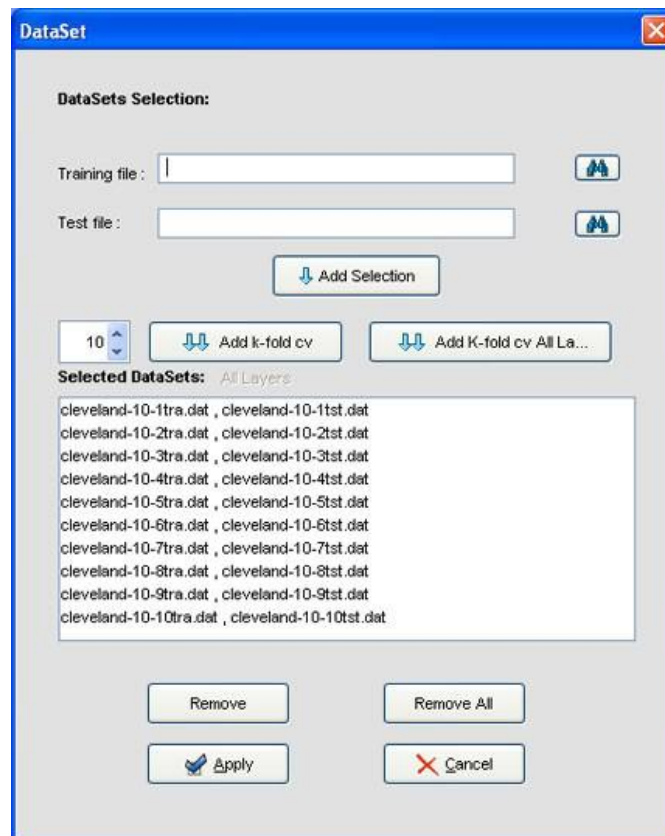 DataSet
DataSets Selection:
Training file :
Test file :
Add Selection
10 Add k-fold cv Add K-fold cv All La...
Selected DataSets: All Layers
cleveland-10-1tra.dat , cleveland-10-1tst.dat
cleveland-10-2tra.dat , cleveland-10-2tst.dat
cleveland-10-3tra.dat , cleveland-10-3tst.dat
cleveland-10-4tra.dat , cleveland-10-4tst.dat
cleveland-10-5tra.dat , cleveland-10-5tst.dat
cleveland-10-6tra.dat , cleveland-10-6tst.dat
cleveland-10-7tra.dat , cleveland-10-7tst.dat
cleveland-10-8tra.dat , cleveland-10-8tst.dat
cleveland-10-9tra.dat , cleveland-10-9tst.dat
cleveland-10-10tra.dat , cleveland-10-10tst.dat
Remove Remove All
Apply Cancel